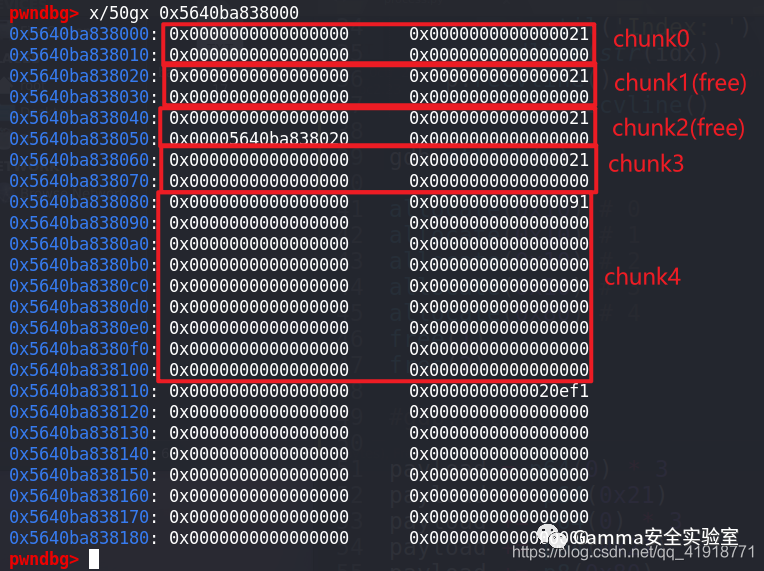 pwndbg> x/50gx 0x5640ba838000
0x5640ba838000: 0x0000000000000000 0x0000000000000021 chunk0
0x5640ba838010: 0x0000000000000000 0x0000000000000000
0x5640ba838020: 0x0000000000000000 0x0000000000000021 chunk1(free)
0x5640ba838030: 0x0000000000000000 0x0000000000000000
0x5640ba838040: 0x0000000000000000 0x0000000000000021 chunk2(free)
0x5640ba838050: 0x00005640ba838020 0x0000000000000000
0x5640ba838060: 0x0000000000000000 0x0000000000000021 chunk3
0x5640ba838070: 0x0000000000000000 0x0000000000000000
0x5640ba838080: 0x0000000000000000 0x0000000000000091
0x5640ba838090: 0x0000000000000000 0x0000000000000000
0x5640ba8380a0: 0x0000000000000000 0x0000000000000000
0x5640ba8380b0: 0x0000000000000000 0x0000000000000000
0x5640ba8380c0: 0x0000000000000000 0x0000000000000000 chunk4
0x5640ba8380d0: 0x0000000000000000 0x0000000000000000
0x5640ba8380e0: 0x0000000000000000 0x0000000000000000
0x5640ba8380f0: 0x0000000000000000 0x0000000000000000
0x5640ba838100: 0x0000000000000000 0x0000000000000000
0x5640ba838110: 0x0000000000000000 0x0000000000020ef1
0x5640ba838120: 0x0000000000000000 0x0000000000000000
0x5640ba838130: 0x0000000000000000 0x0000000000000000
0x5640ba838140: 0x0000000000000000 0x0000000000000000
0x5640ba838150: 0x0000000000000000 0x0000000000000000
0x5640ba838160: 0x0000000000000000 0x0000000000000000
0x5640ba838170: 0x0000000000000000 0x0000000000000000
0x5640ba838180: 0x0000000000000000 0x0000000000000000
Gamma安全实验室
https://blog.csdn.net/qq_41918771
pwndbg>